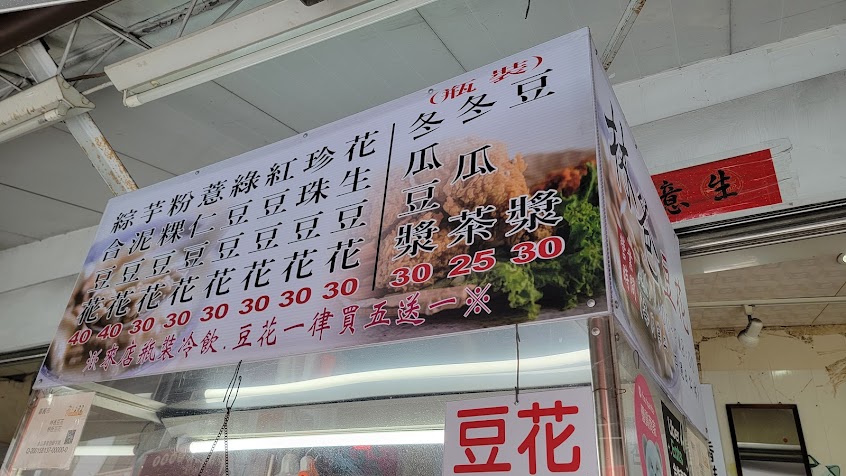 (瓶裝)
豆漿
30
冬瓜茶
25
冬瓜豆漿
30
花生豆花
30
珍珠豆花
30
紅豆豆花
30
綠豆豆花
30
薏仁豆花
30
粉粿豆花
30
芋泥豆花
40
綜合豆花
40
※本店瓶裝冷飲.豆花一律買五送一※
豆花
意生